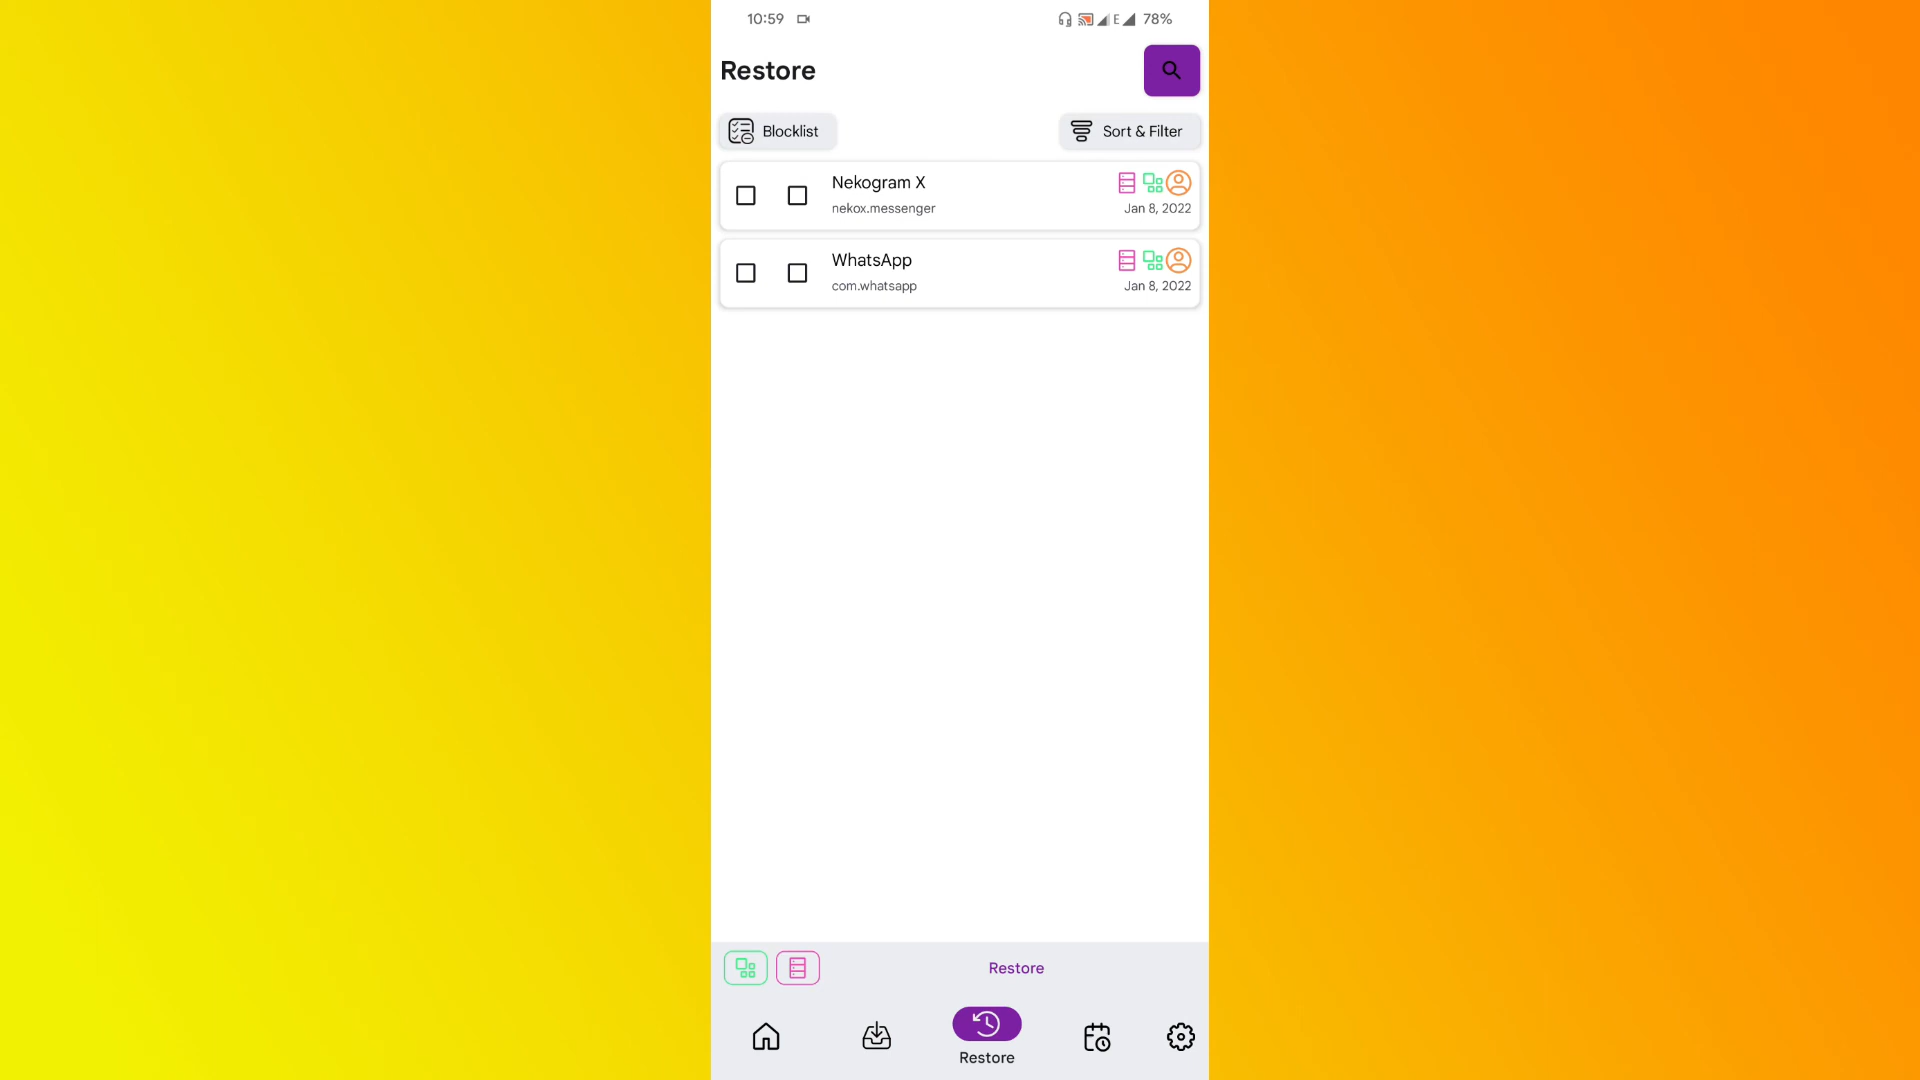 10:59
E 78%
Restore
Blocklist
Sort & Filter
Nekogram X
nekox.messenger
Jan 8, 2022
WhatsApp
com.whatsapp
Jan 8, 2022
Restore
Restore